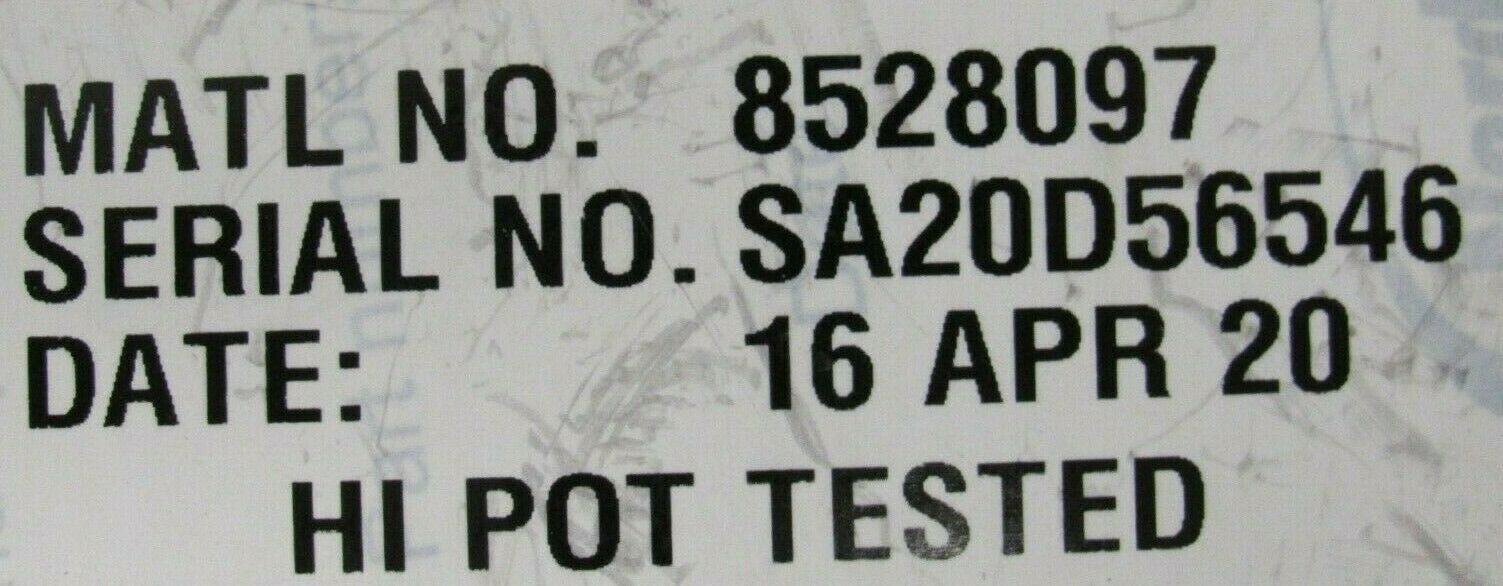 MATL NO. 8528097
SERIAL NO. SA20D56546
DATE: 16 APR 20
HI POT TESTED